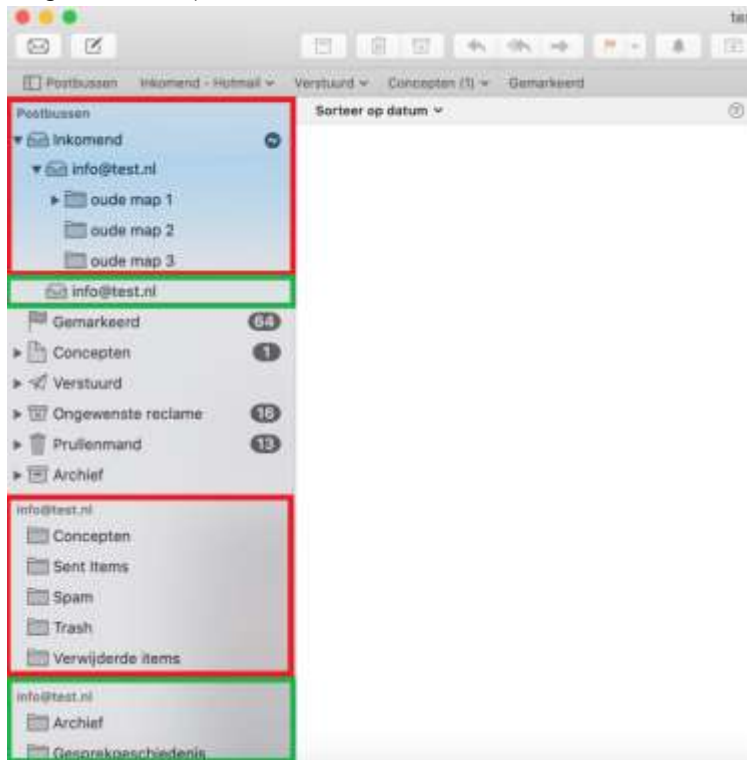 Postbussen Inkomend - Hotmail Verstuurd Concepten (1) Gemarkeerd
Postbussen
Sorteer op datum
Inkomend
info@test.nl
oude map 1
oude map 2
oude map 3
info@test.nl
Gemarkeerd 64
Concepten 1
Verstuurd
Ongewenste reclame 16
Prullenmand 13
Archief
info@test.nl
Concepten
Sent Items
Spam
Trash
Verwijderde items
info@test.nl
Archief
Gespreksgeschiedenis